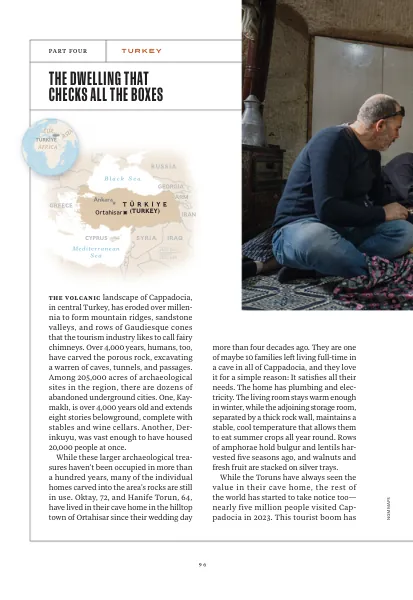 PART FOUR
TURKEY
THE DWELLING THAT
CHECKS ALL THE BOXES
EUR.
ASIA
TÜRKİYE
AFRICA
RUSSIA
Black Sea
GEORGIA
ARM.
GREECE
Ankara
TÜRKİYE
(TURKEY)
Ortahisar
IRAN
CYPRUS
SYRIA
IRAQ
Mediterranean
Sea
THE VOLCANIC landscape of Cappadocia,
in central Turkey, has eroded over millen-
nia to form mountain ridges, sandstone
valleys, and rows of Gaudiesque cones
that the tourism industry likes to call fairy
chimneys. Over 4,000 years, humans, too,
have carved the porous rock, excavating
a warren of caves, tunnels, and passages.
Among 205,000 acres of archaeological
sites in the region, there are dozens of
abandoned underground cities. One, Kay-
maklı, is over 4,000 years old and extends
eight stories belowground, complete with
stables and wine cellars. Another, Der-
inkuyu, was vast enough to have housed
20,000 people at once.
While these larger archaeological trea-
sures haven't been occupied in more than
a hundred years, many of the individual
homes carved into the area's rocks are still
in use. Oktay, 72, and Hanife Torun, 64,
have lived in their cave home in the hilltop
town of Ortahisar since their wedding day
more than four decades ago. They are one
of maybe 10 families left living full-time in
a cave in all of Cappadocia, and they love
it for a simple reason: It satisfies all their
needs. The home has plumbing and elec-
tricity. The living room stays warm enough
in winter, while the adjoining storage room,
separated by a thick rock wall, maintains a
stable, cool temperature that allows them
to eat summer crops all year round. Rows
of amphorae hold bulgur and lentils har-
vested five seasons ago, and walnuts and
fresh fruit are stacked on silver trays.
While the Toruns have always seen the
value in their cave home, the rest of
the world has started to take notice too—
nearly five million people visited Cap-
padocia in 2023. This tourist boom has
NGM MAPS
96